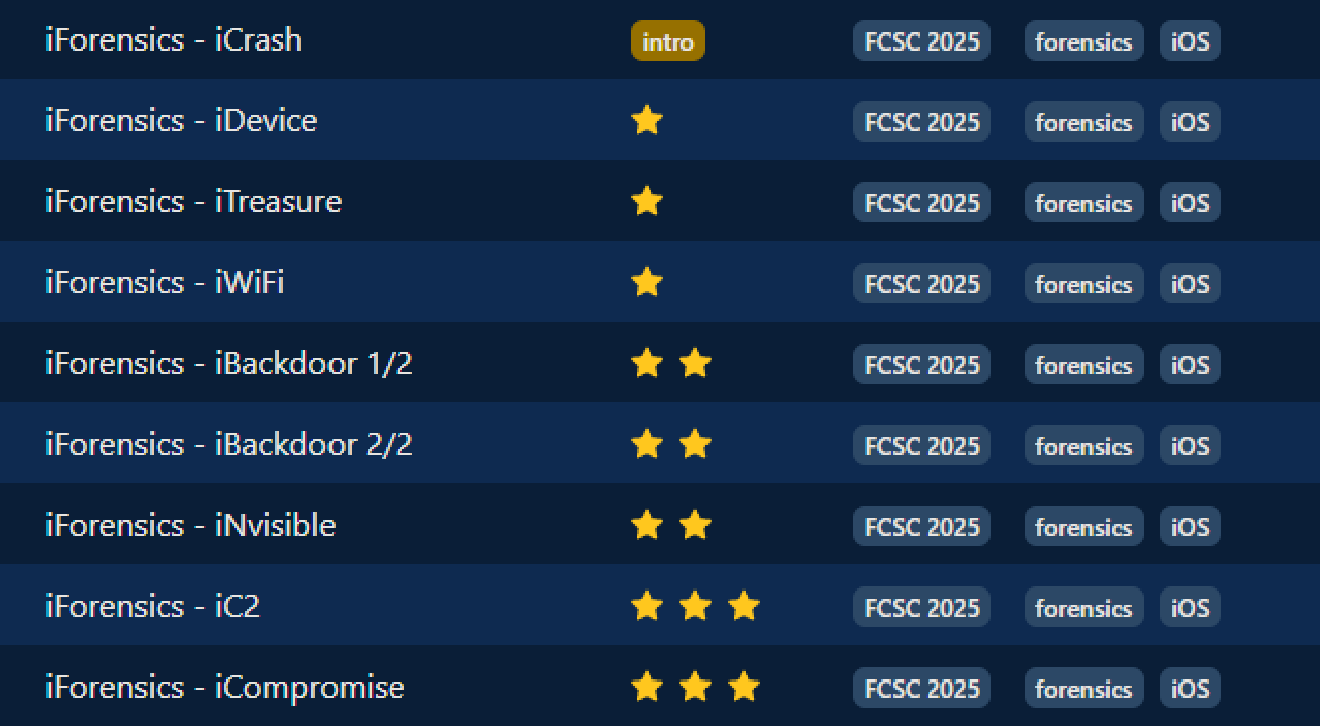 iForensics - iCrash intro FCSC 2025 forensics iOS
iForensics - iDevice FCSC 2025 forensics iOS
iForensics - iTreasure FCSC 2025 forensics iOS
iForensics - iWiFi FCSC 2025 forensics iOS
iForensics - iBackdoor 1/2 FCSC 2025 forensics iOS
iForensics - iBackdoor 2/2 FCSC 2025 forensics iOS
iForensics - iNvisible FCSC 2025 forensics iOS
iForensics - iC2 FCSC 2025 forensics iOS
iForensics - iCompromise FCSC 2025 forensics iOS